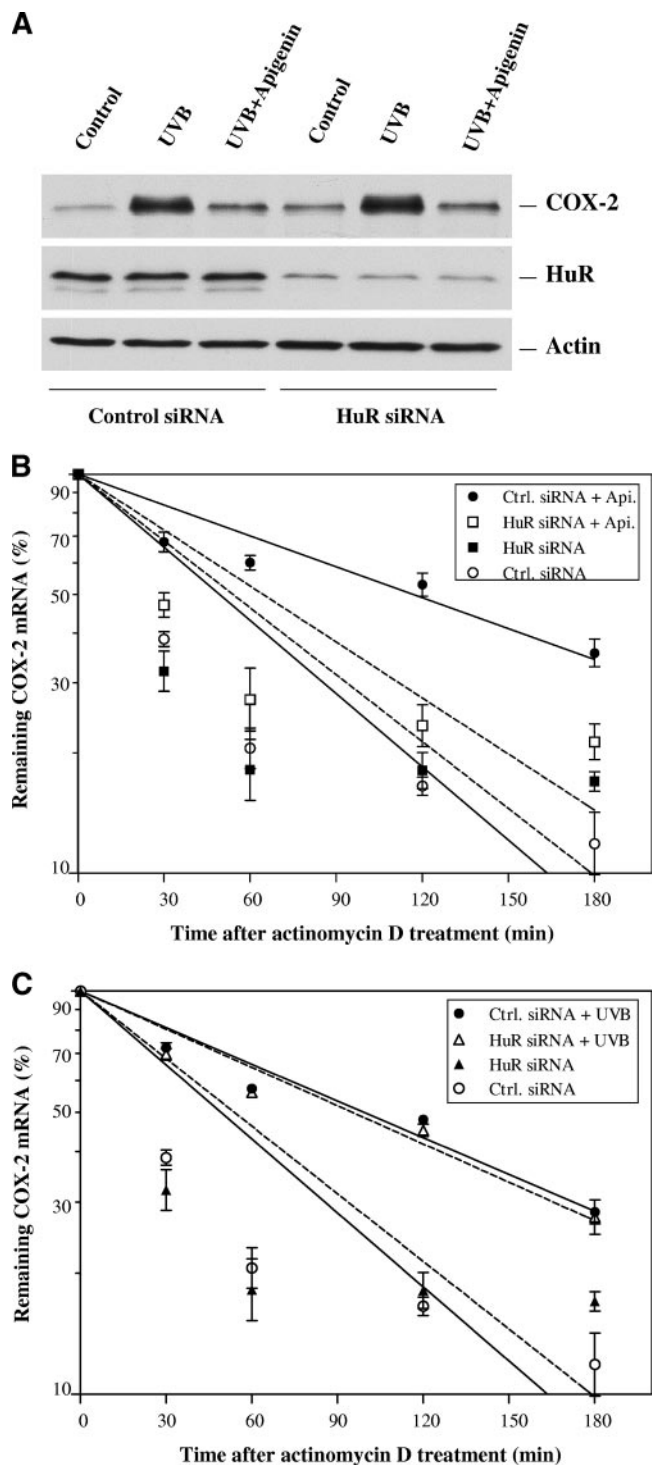 A
Control
UVB
UVB+Apigenin
Control
UVB
UVB+Apigenin
COX-2
HuR
Actin
Control siRNA
HuR siRNA
B
Remaining COX-2 mRNA (%)
90
70
50
30
10
Ctrl. siRNA + Api.
HuR siRNA + Api.
HuR siRNA
Ctrl. siRNA
0
30
60
90
120
150
180
Time after actinomycin D treatment (min)
C
Remaining COX-2 mRNA (%)
90
70
50
30
10
Ctrl. siRNA + UVB
HuR siRNA + UVB
HuR siRNA
Ctrl. siRNA
0
30
60
90
120
150
180
Time after actinomycin D treatment (min)